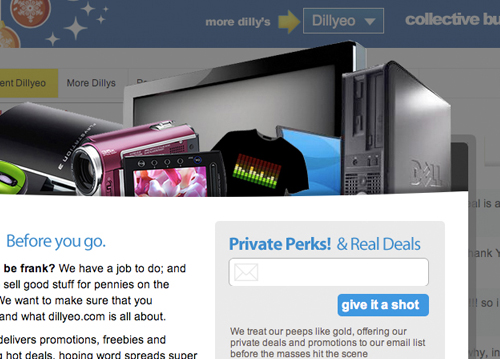 more dilly's
Dillyeo
collective bu
ent Dillyeo
More Dillys
DELL
al is a
hank Y
!! so i
hy, in
Before you go.
be frank? We have a job to do; and
sell good stuff for pennies on the
We want to make sure that you
and what dillyeo.com is all about.
delivers promotions, freebies and
g hot deals, hoping word spreads super
Private Perks! & Real Deals
give it a shot
We treat our peeps like gold, offering our
private deals and promotions to our email list
before the masses hit the scene